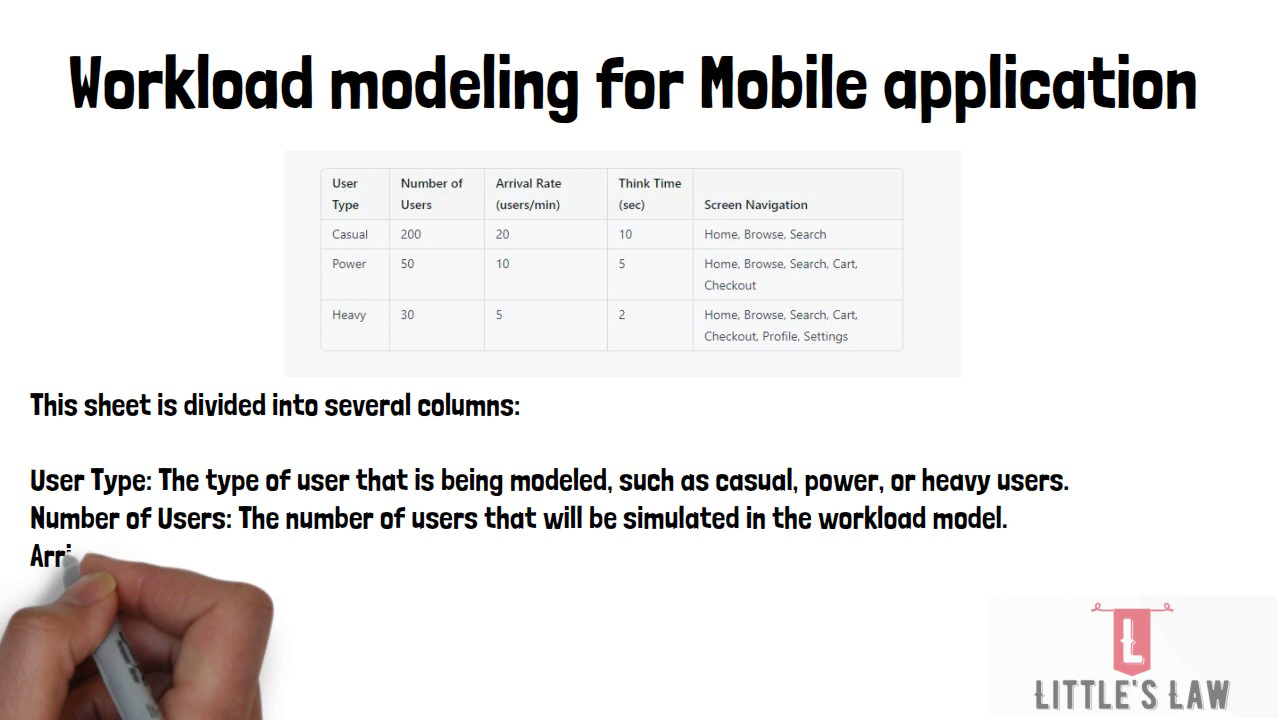 Workload modeling for Mobile application
User Type Number of Users Arrival Rate (users/min) Think Time (sec) Screen Navigation
Casual 200 20 10 Home, Browse, Search
Power 50 10 5 Home, Browse, Search, Cart, Checkout
Heavy 30 5 2 Home, Browse, Search, Cart, Checkout, Profile, Settings
This sheet is divided into several columns:
User Type: The type of user that is being modeled, such as casual, power, or heavy users.
Number of Users: The number of users that will be simulated in the workload model.
Arri
L
LITTLE'S LAW